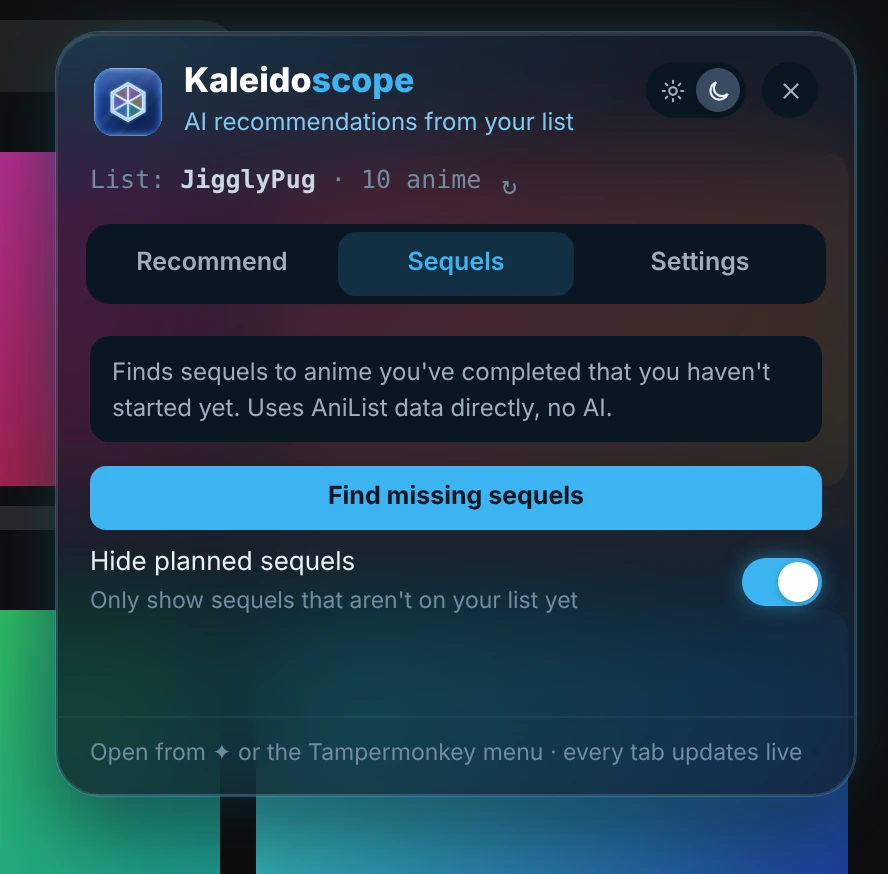 Kaleidoscope
AI recommendations from your list
List: JigglyPug · 10 anime ↻
Recommend
Sequels
Settings
Finds sequels to anime you've completed that you haven't
started yet. Uses AniList data directly, no AI.
Find missing sequels
Hide planned sequels
Only show sequels that aren't on your list yet
Open from ✦ or the Tampermonkey menu · every tab updates live